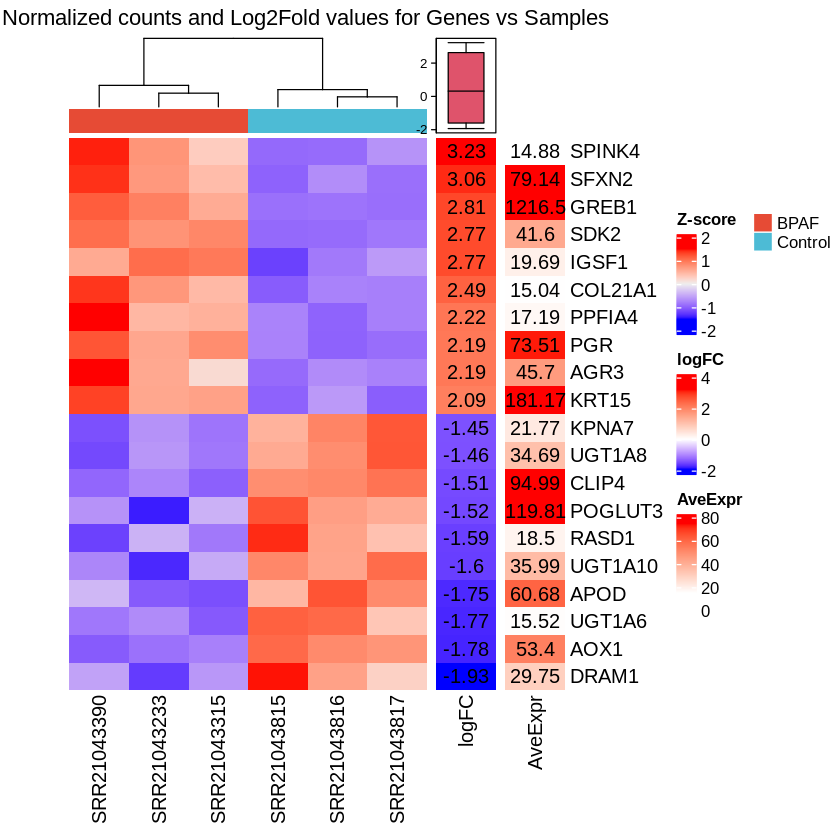 Normalized counts and Log2Fold values for Genes vs Samples
2
0
-2
3.23 14.88 SPINK4
3.06 79.14 SFXN2
2.81 1216.5 GREB1
2.77 41.6 SDK2
2.77 19.69 IGSF1
2.49 15.04 COL21A1
2.22 17.19 PPFIA4
2.19 73.51 PGR
2.19 45.7 AGR3
2.09 181.17 KRT15
-1.45 21.77 KPNA7
-1.46 34.69 UGT1A8
-1.51 94.99 CLIP4
-1.52 119.81 POGLUT3
-1.59 18.5 RASD1
-1.6 35.99 UGT1A10
-1.75 60.68 APOD
-1.77 15.52 UGT1A6
-1.78 53.4 AOX1
-1.93 29.75 DRAM1
SRR21043390
SRR21043233
SRR21043315
SRR21043815
SRR21043816
SRR21043817
logFC
AveExpr
Z-score
2
1
0
-1
-2
logFC
4
2
0
-2
AveExpr
80
60
40
20
0
BPAF
Control